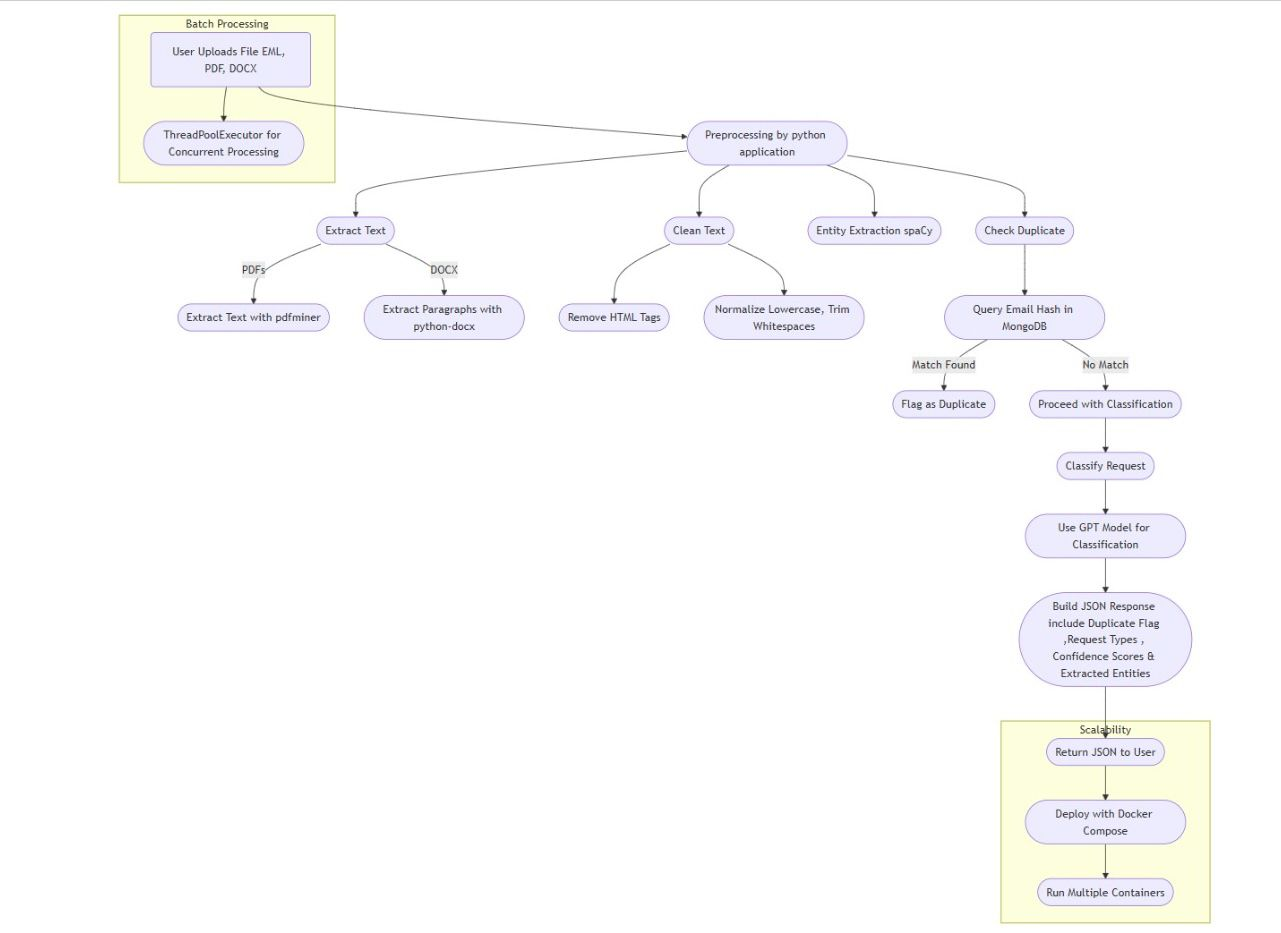 Batch Processing
User Uploads File EML,
PDF, DOCX
ThreadPoolExecutor for
Concurrent Processing
Preprocessing by python
application
Extract Text
Clean Text
Entity Extraction spaCy
Check Duplicate
PDFs
DOCX
Extract Text with pdfminer
Extract Paragraphs with
python-docx
Remove HTML Tags
Normalize Lowercase, Trim
Whitespaces
Query Email Hash in
MongoDB
Match Found
No Match
Flag as Duplicate
Proceed with Classification
Classify Request
Use GPT Model for
Classification
Build JSON Response
include Duplicate Flag
,Request Types ,
Confidence Scores &
Extracted Entities
Scalability
Return JSON to User
Deploy with Docker
Compose
Run Multiple Containers